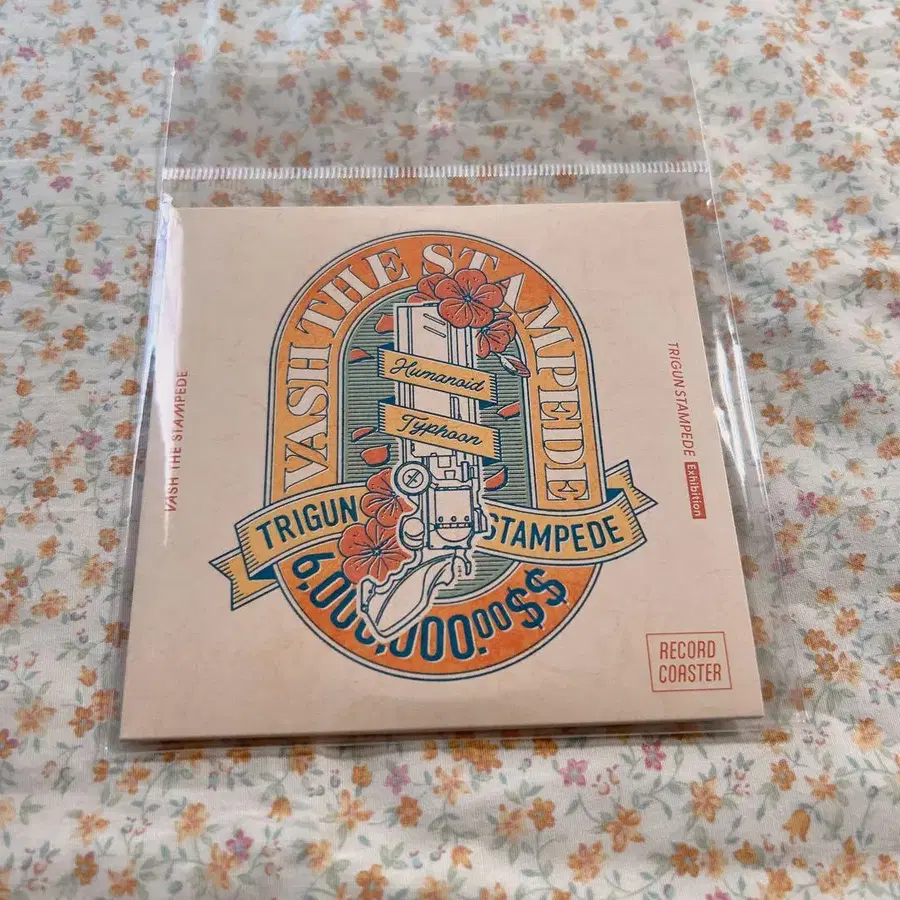 VASH THE STAMPEDE
Humanoid
Typhoon
TRIGUN STAMPEDE
6,000,000.00$$
VASH THE STAMPEDE
TRIGUN STAMPEDE Exhibition
RECORD
COASTER